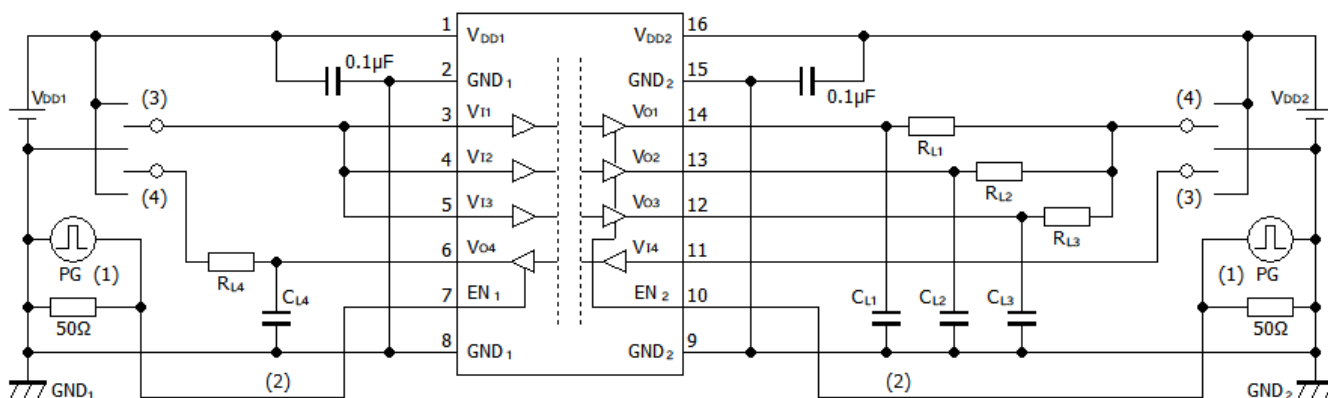 1 VDD1 VDD2 16
0.1μF
2 GND1 GND2 15
0.1μF
VDD1 (3) (4) VDD2
3 VI1 VO1 14
RL1
4 VI2 VO2 13
(4) RL2 (3)
5 VI3 VO3 12
RL3
6 VO4 VI4 11
PG (1) RL4 (1) PG
7 EN1 EN2 10
CL4 CL1 CL2 CL3
50Ω 50Ω
8 GND1 GND2 9
(2) (2)
GND1 GND2